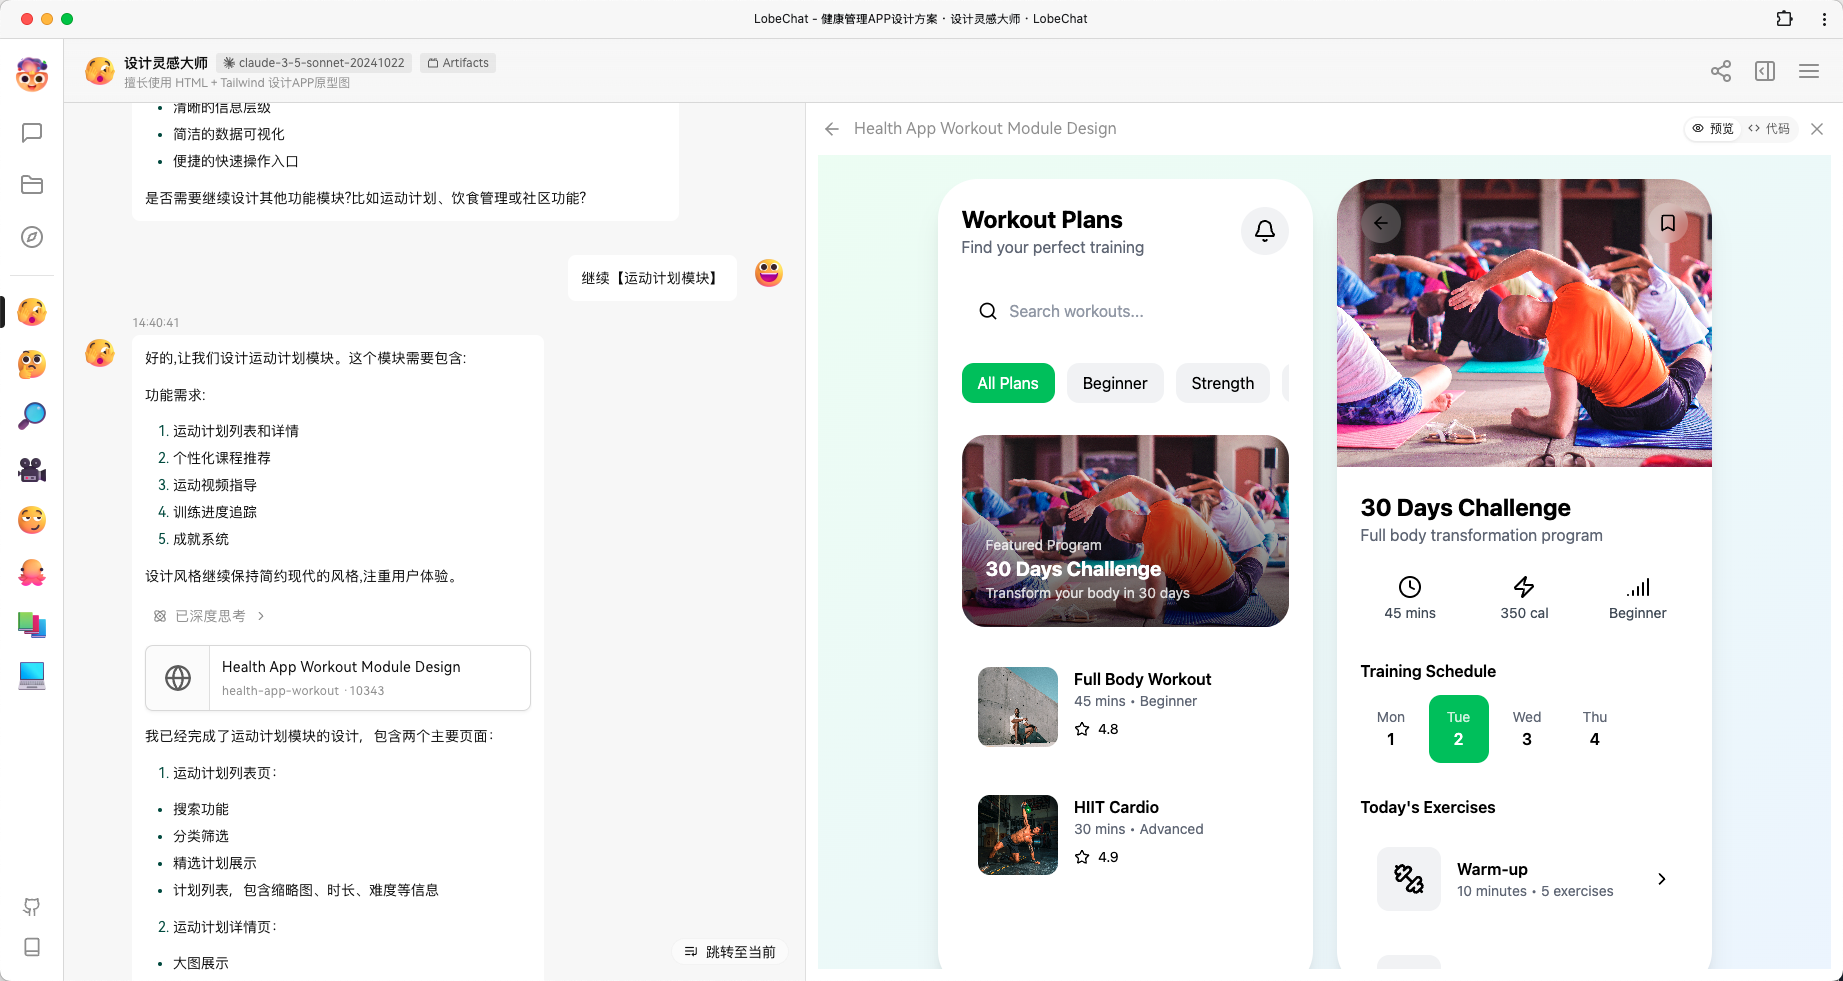 LobeChat - 健康管理APP设计方案 · 设计灵感大师 · LobeChat
设计灵感大师
claude-3-5-sonnet-20241022
Artifacts
擅长使用 HTML + Tailwind 设计APP原型图
• 清晰的信息层级
• 简洁的数据可视化
• 便捷的快速操作入口
是否需要继续设计其他功能模块?比如运动计划、饮食管理或社区功能?
继续【运动计划模块】
14:40:41
好的,让我们设计运动计划模块。这个模块需要包含:
功能需求:
1. 运动计划列表和详情
2. 个性化课程推荐
3. 运动视频指导
4. 训练进度追踪
5. 成就系统
设计风格继续保持简约现代的风格,注重用户体验。
已深度思考
Health App Workout Module Design
health-app-workout · 10343
我已经完成了运动计划模块的设计，包含两个主要页面：
1. 运动计划列表页：
• 搜索功能
• 分类筛选
• 精选计划展示
• 计划列表，包含缩略图、时长、难度等信息
2. 运动计划详情页：
• 大图展示
跳转至当前
Health App Workout Module Design
预览
代码
Workout Plans
Find your perfect training
Search workouts...
All Plans
Beginner
Strength
Featured Program
30 Days Challenge
Transform your body in 30 days
Full Body Workout
45 mins • Beginner
4.8
HIIT Cardio
30 mins • Advanced
4.9
30 Days Challenge
Full body transformation program
45 mins
350 cal
Beginner
Training Schedule
Mon
Tue
Wed
Thu
1
2
3
4
Today's Exercises
Warm-up
10 minutes • 5 exercises